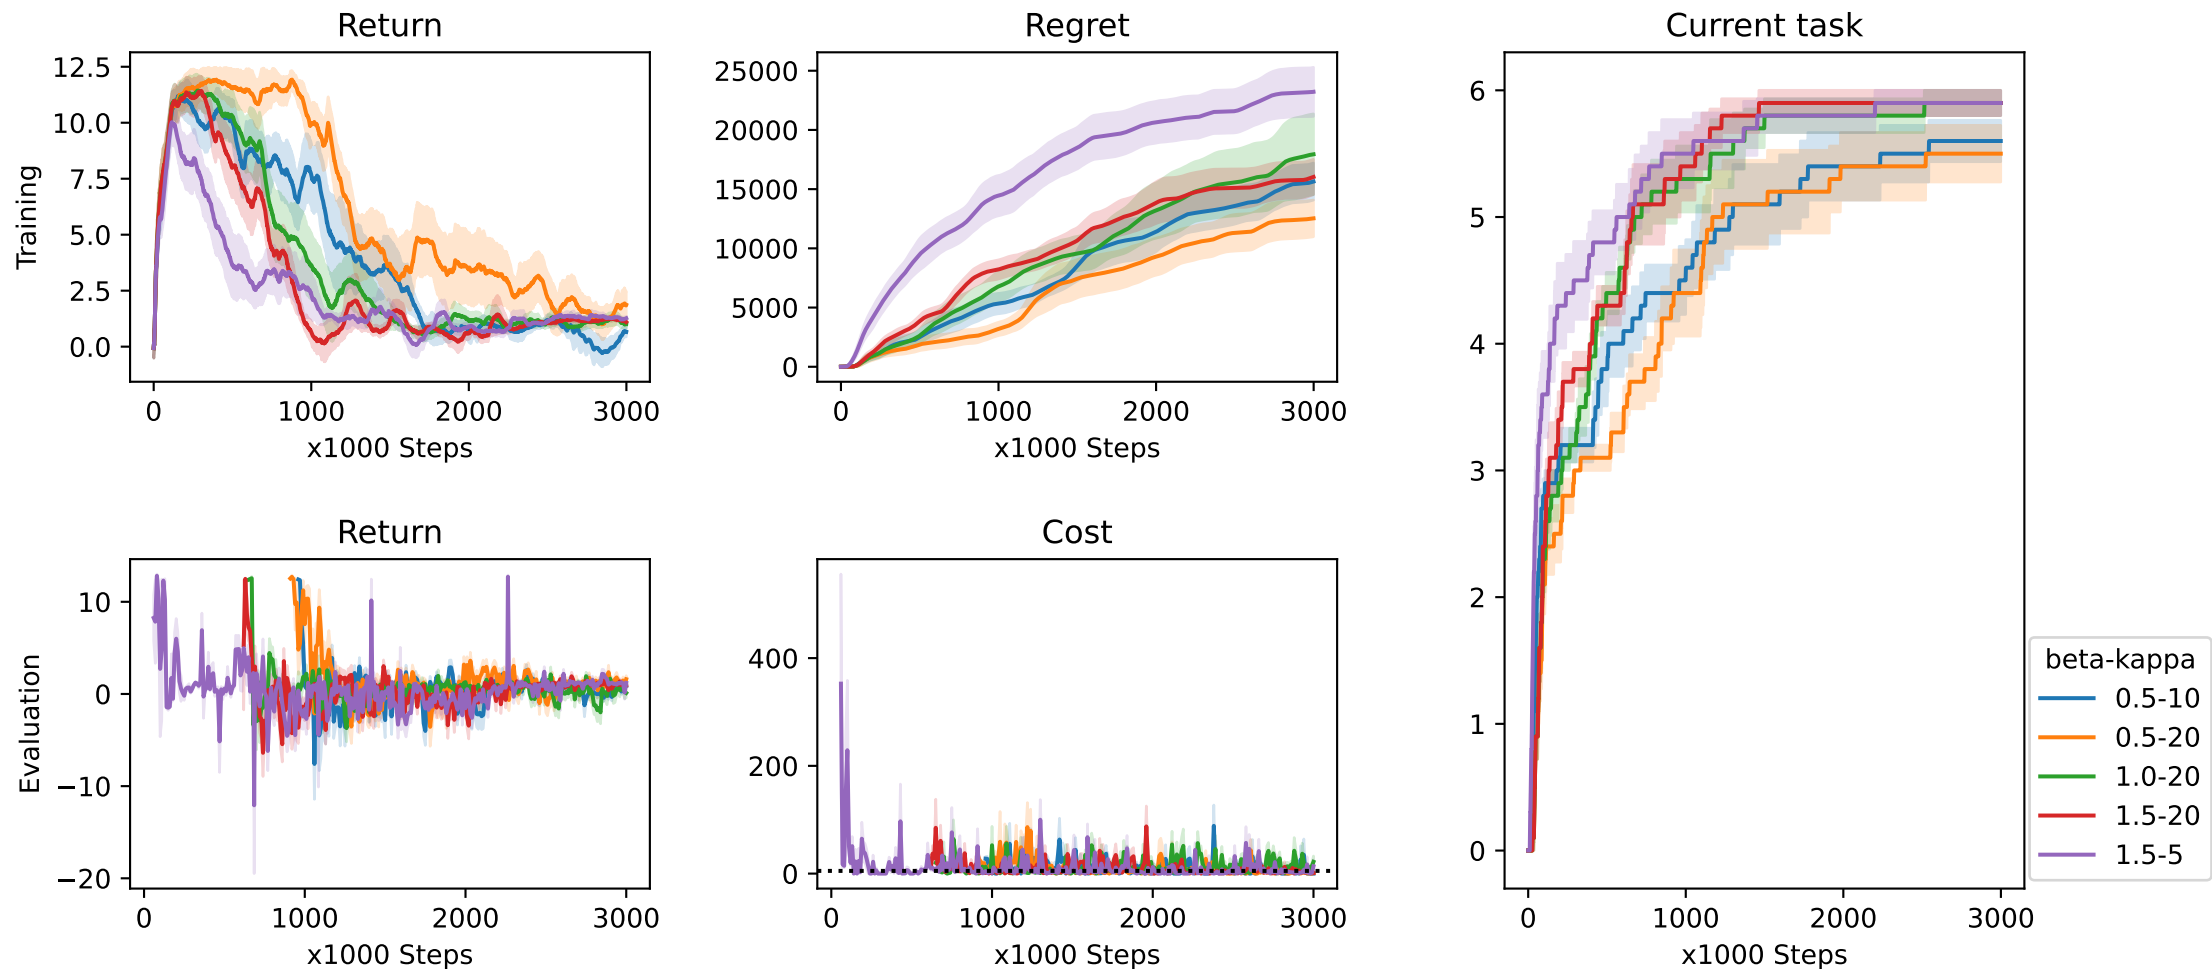 Return
Training
12.5
10.0
7.5
5.0
2.5
0.0
0 1000 2000 3000
x1000 Steps
Regret
25000
20000
15000
10000
5000
0
0 1000 2000 3000
x1000 Steps
Return
Evaluation
10
0
−10
−20
0 1000 2000 3000
x1000 Steps
Cost
400
200
0
0 1000 2000 3000
x1000 Steps
Current task
6
5
4
3
2
1
0
0 1000 2000 3000
x1000 Steps
beta-kappa
0.5-10
0.5-20
1.0-20
1.5-20
1.5-5